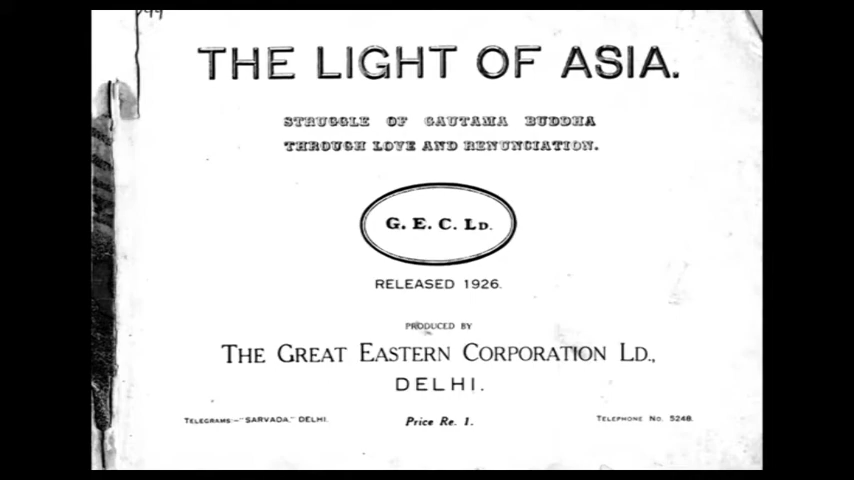 THE LIGHT OF ASIA.
STRUGGLE OF GAUTAMA BUDDHA
THROUGH LOVE AND RENUNCIATION.
G. E. C. LD.
RELEASED 1926.
PRODUCED BY
THE GREAT EASTERN CORPORATION LD.,
DELHI.
TELEGRAMS:-"SARVADA," DELHI.
Price Re. 1.
TELEPHONE No. 5248.